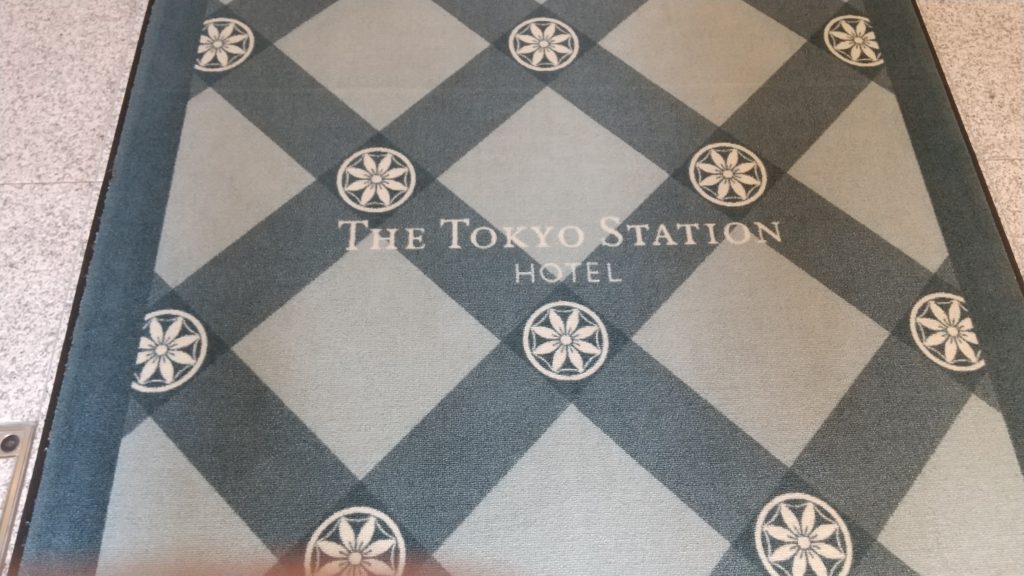 The Tokyo Station
HOTEL